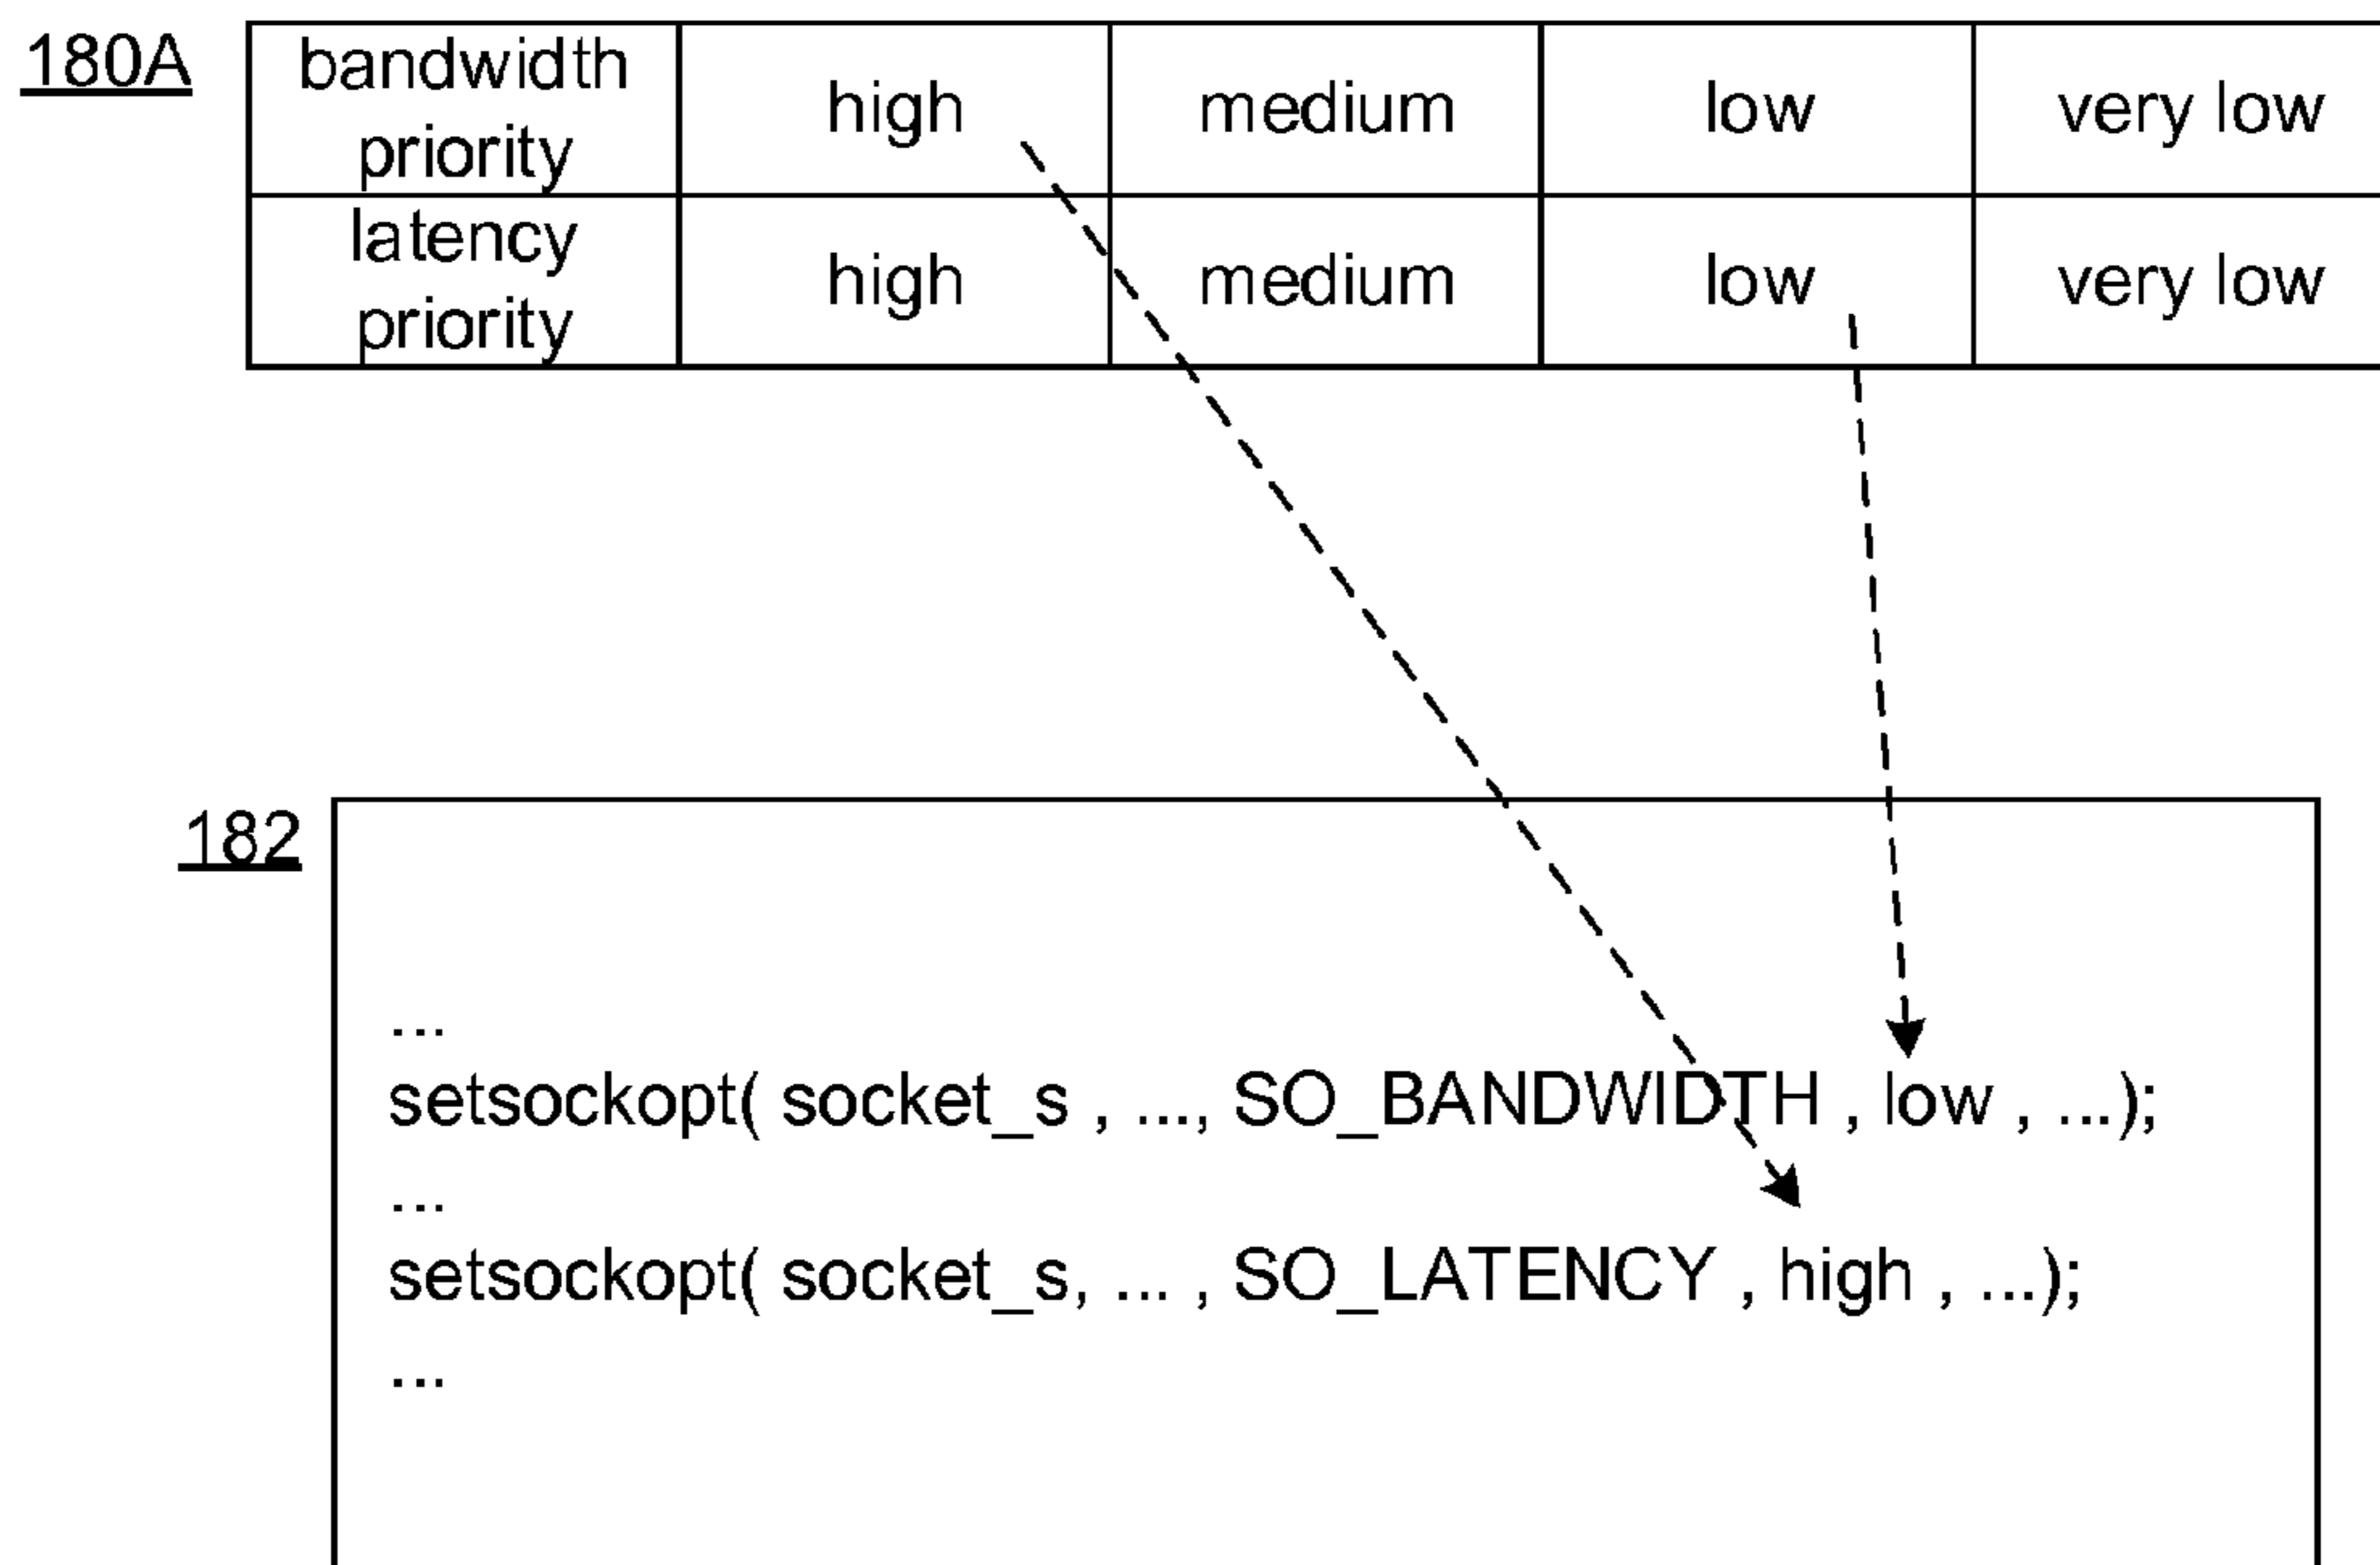 180A
bandwidth priority high medium low very low
latency priority high medium low very low
182
...
setsockopt( socket_s , ..., SO_BANDWIDTH , low , ...);
...
setsockopt( socket_s, ... , SO_LATENCY , high , ...);
...